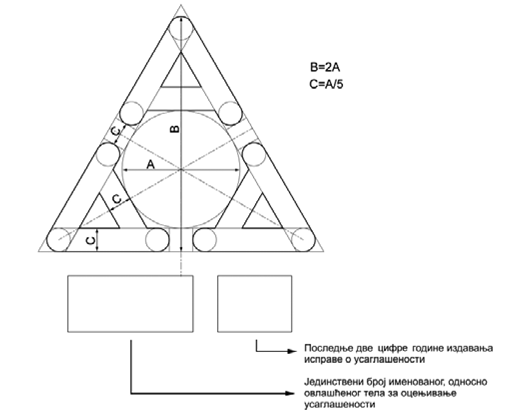 B=2A
C=A/5
C
B
A
C
C
Последње две цифре године издавања
исправе о усаглашености
Јединствени број именованог, односно
овлашћеног тела за оцењивање
усаглашености